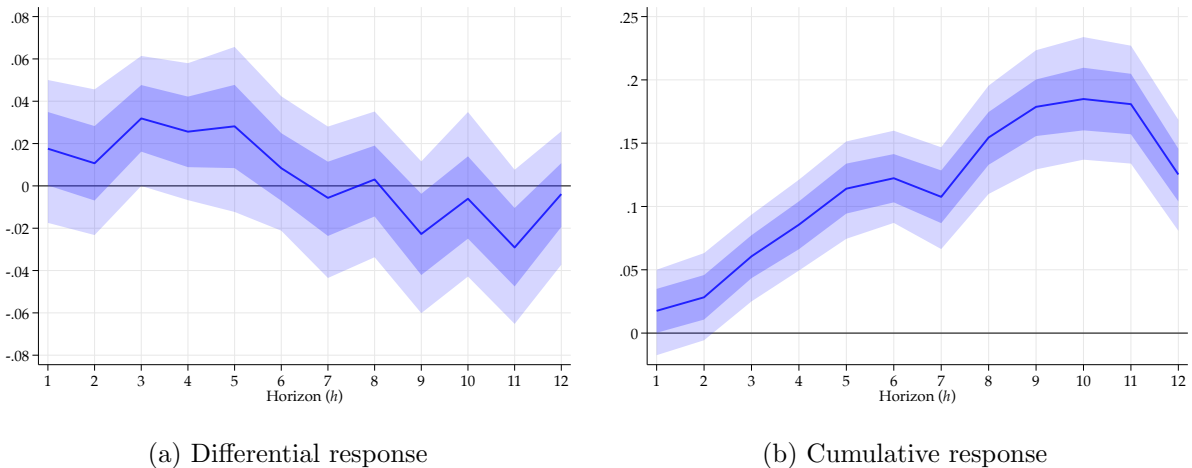 .08
.06
.04
.02
0
-.02
-.04
-.06
-.08
1 2 3 4 5 6 7 8 9 10 11 12
Horizon (h)
(a) Differential response
.25
.2
.15
.1
.05
0
1 2 3 4 5 6 7 8 9 10 11 12
Horizon (h)
(b) Cumulative response